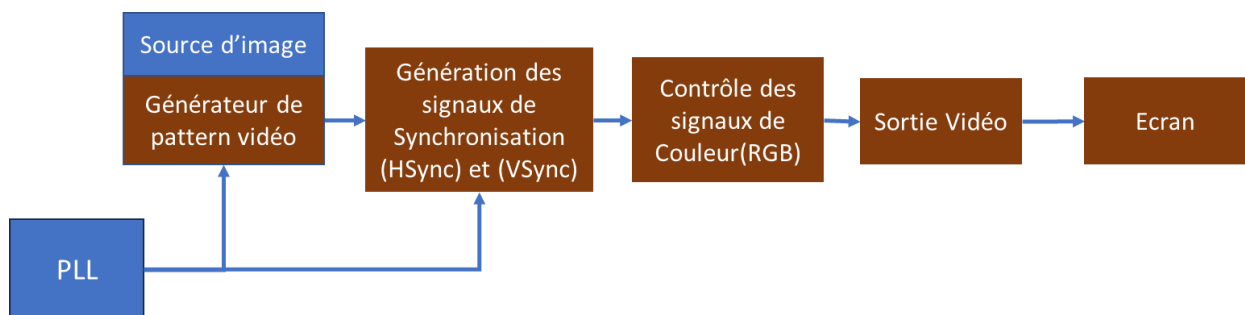 Source d'image
Générateur de
pattern vidéo
Génération des
signaux de
Synchronisation
(HSync) et (VSync)
Contrôle des
signaux de
Couleur(RGB)
Sortie Vidéo
Ecran
PLL